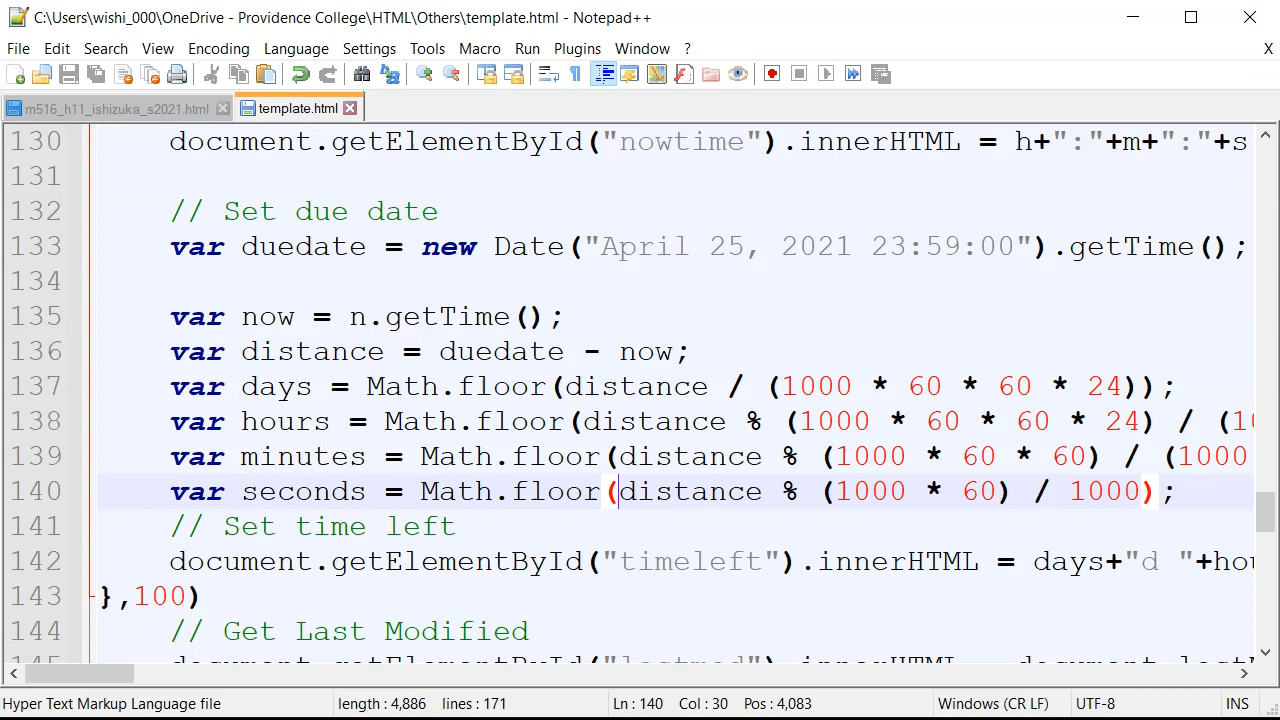 C:\Users\wishi_000\OneDrive - Providence College\HTML\Others\template.html - Notepad++
File Edit Search View Encoding Language Settings Tools Macro Run Plugins Window ? X
m516_h11_ishizuka_s2021.html template.html
130 document.getElementById("nowtime").innerHTML = h+":"+m+":"+s
131
132 // Set due date
133 var duedate = new Date("April 25, 2021 23:59:00").getTime();
134
135 var now = n.getTime();
136 var distance = duedate - now;
137 var days = Math.floor(distance / (1000 * 60 * 60 * 24));
138 var hours = Math.floor(distance % (1000 * 60 * 60 * 24) / (10
139 var minutes = Math.floor(distance % (1000 * 60 * 60) / (1000
140 var seconds = Math.floor(distance % (1000 * 60) / 1000);
141 // Set time left
142 document.getElementById("timeleft").innerHTML = days+"d "+hou
143 },100)
144 // Get Last Modified
Hyper Text Markup Language file length : 4,886 lines : 171 Ln : 140 Col : 30 Pos : 4,083 Windows (CR LF) UTF-8 INS